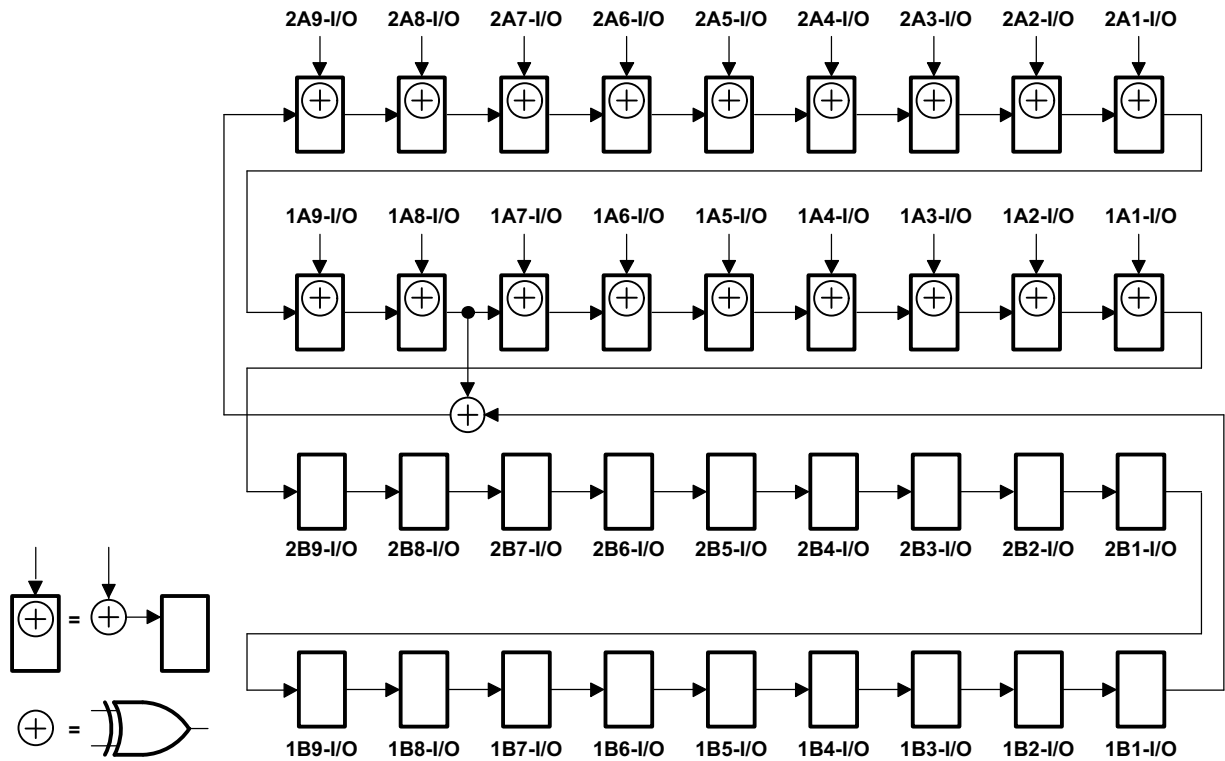 2A9-I/O 2A8-I/O 2A7-I/O 2A6-I/O 2A5-I/O 2A4-I/O 2A3-I/O 2A2-I/O 2A1-I/O
1A9-I/O 1A8-I/O 1A7-I/O 1A6-I/O 1A5-I/O 1A4-I/O 1A3-I/O 1A2-I/O 1A1-I/O
2B9-I/O 2B8-I/O 2B7-I/O 2B6-I/O 2B5-I/O 2B4-I/O 2B3-I/O 2B2-I/O 2B1-I/O
=
=
1B9-I/O 1B8-I/O 1B7-I/O 1B6-I/O 1B5-I/O 1B4-I/O 1B3-I/O 1B2-I/O 1B1-I/O